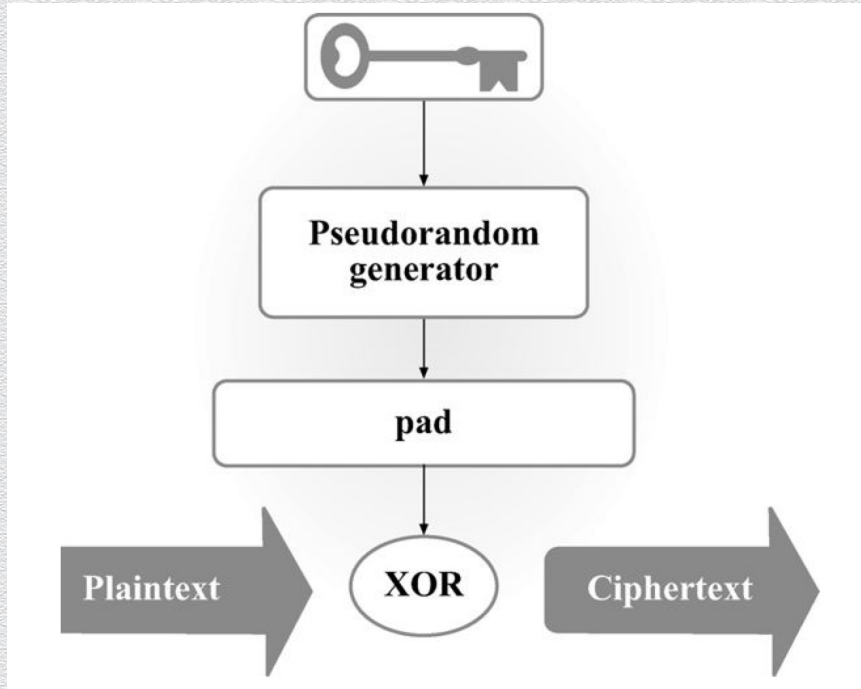 Pseudorandom
generator
pad
Plaintext
XOR
Ciphertext